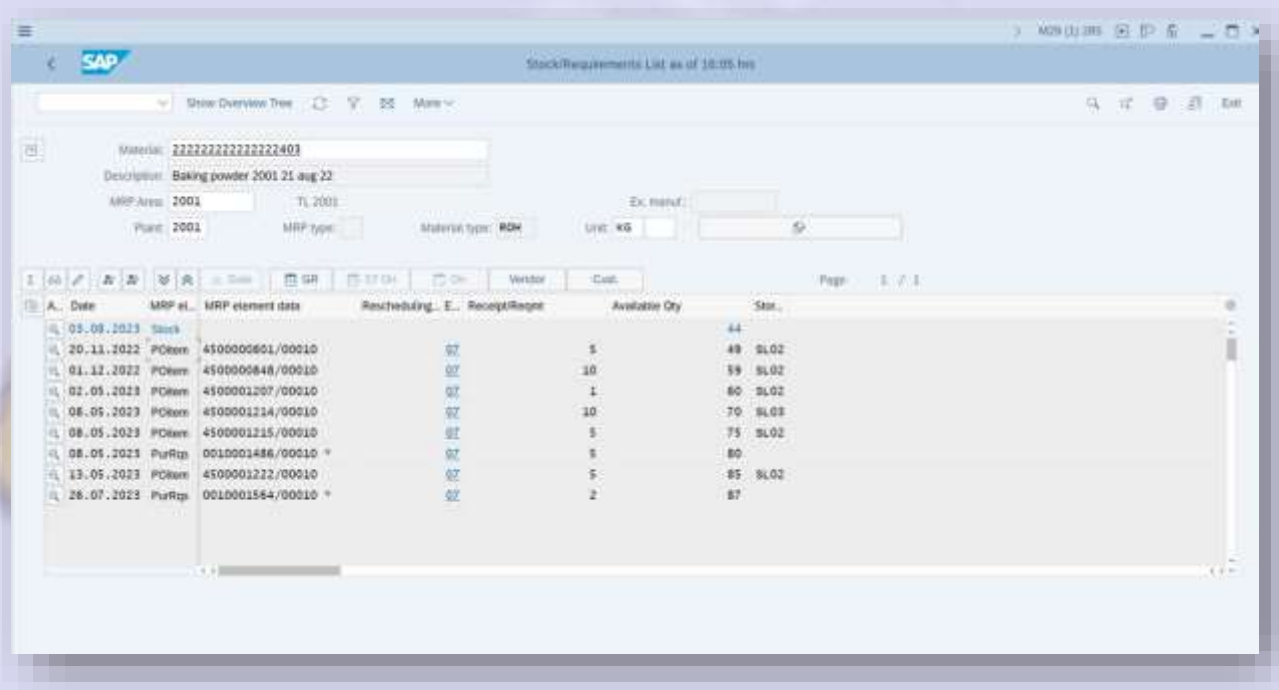 SAP
Stock/Requirements List as of 16:05 hrs
Show Overview Tree More Exit
Material: 222222222222222403
Description: Baking powder 2001 21 aug 22
MRP Area: 2001 TL 2001 Ex. manuf.:
Plant: 2001 MRP type: Material type: ROH Unit: KG
GR Vendor Cust. Page 1 / 1
A.. Date MRP el.. MRP element data Rescheduling... E... Receipt/Reqmt Available Qty Stor...
03.08.2023 Stock 44
20.11.2022 POitem 4500000801/00010 07 5 49 SL02
01.12.2022 POitem 4500000848/00010 07 10 59 SL02
02.05.2023 POitem 4500001207/00010 07 1 60 SL02
08.05.2023 POitem 4500001214/00010 07 10 70 SL03
08.05.2023 POitem 4500001215/00010 07 5 75 SL02
08.05.2023 PurRqs 0010001486/00010 * 07 5 80
13.05.2023 POitem 4500001222/00010 07 5 85 SL02
28.07.2023 PurRqs 0010001564/00010 * 07 2 87